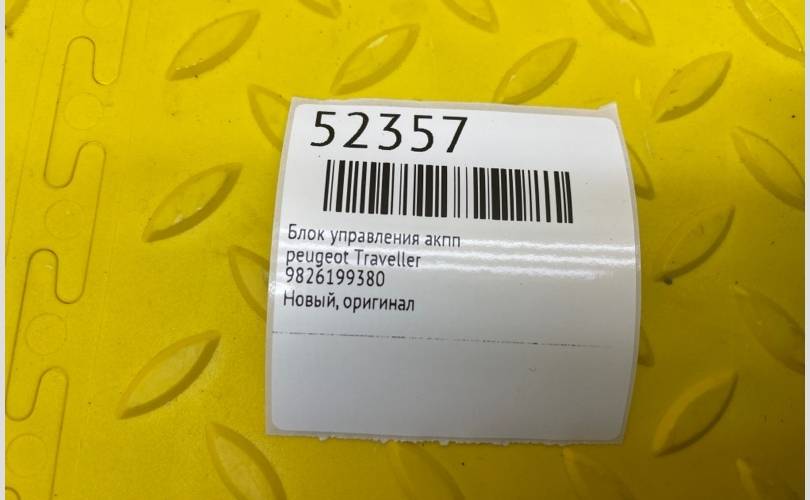 52357
Блок управления акпп
peugeot Traveller
9826199380
Новый, оригинал